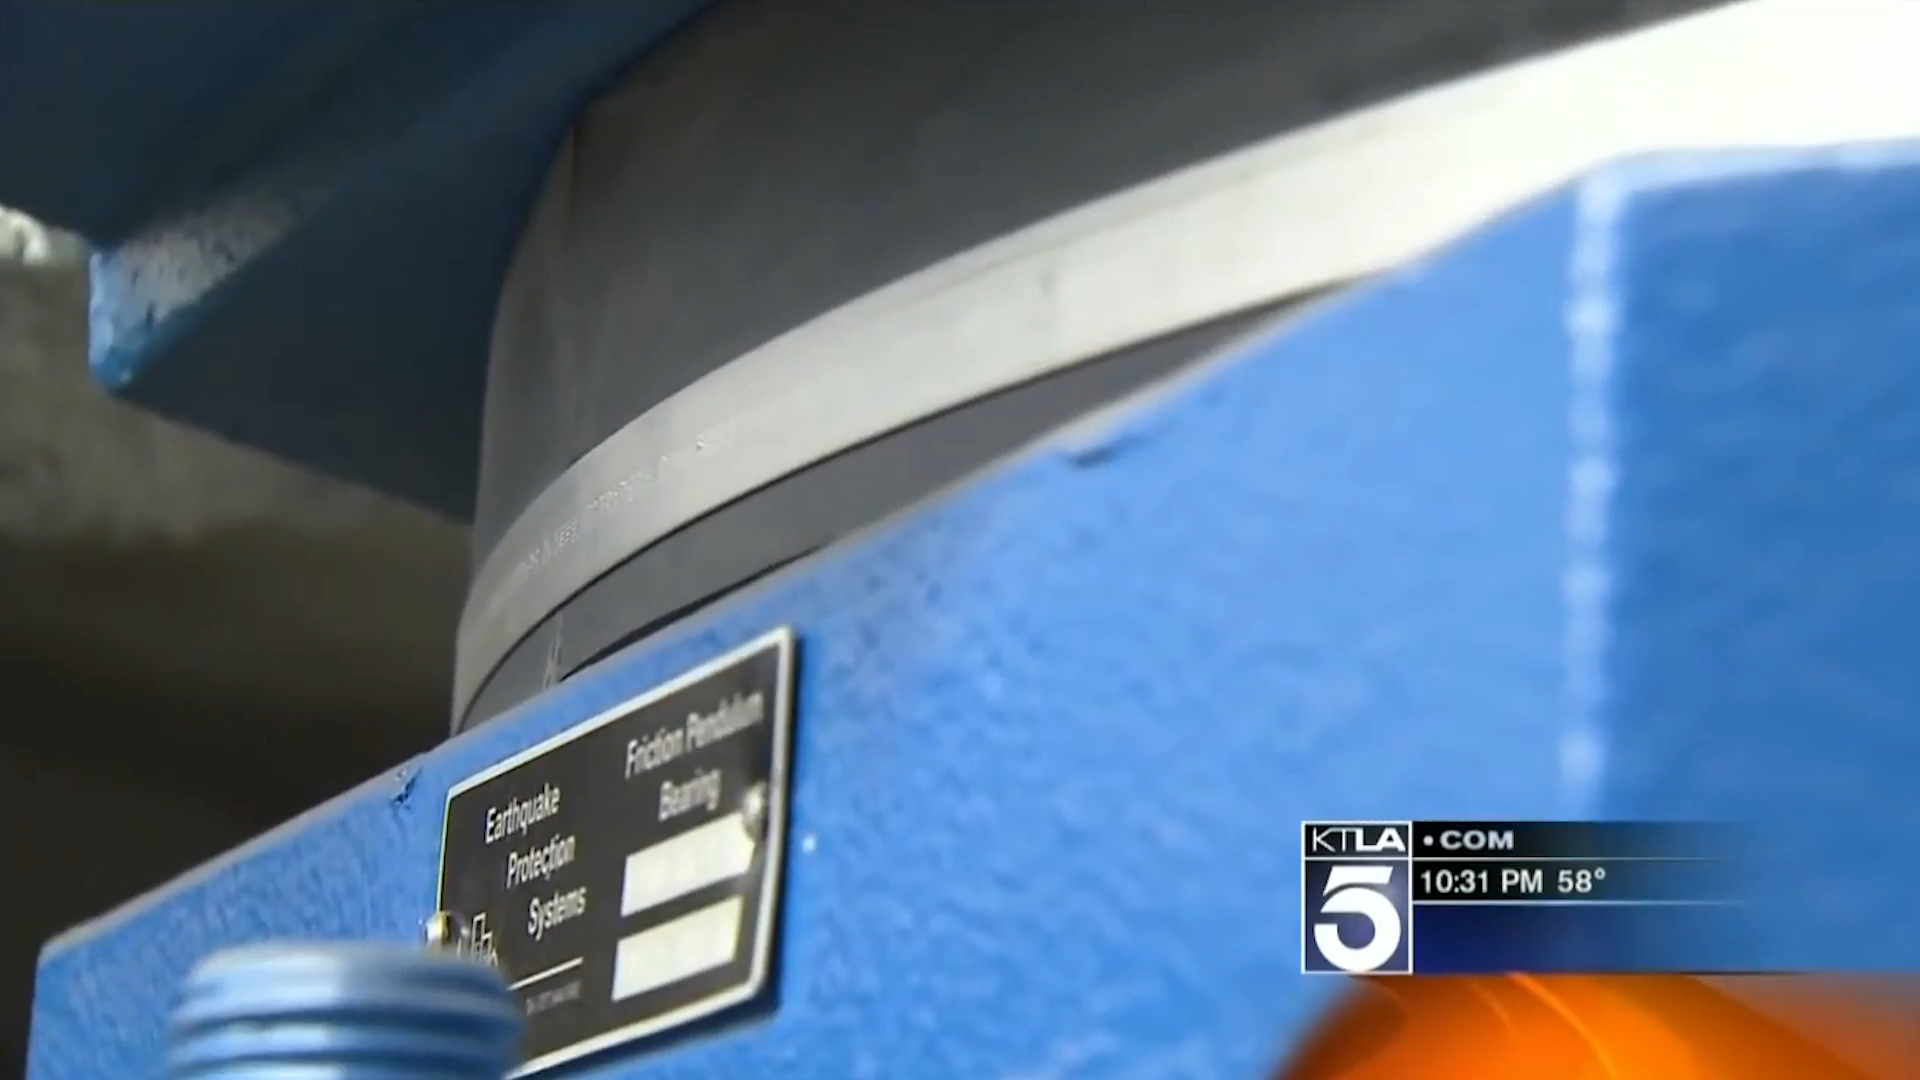 Friction Pendulum
Bearing
Earthquake
Protection
Systems
KTLA
.COM
5
10:31 PM 58°